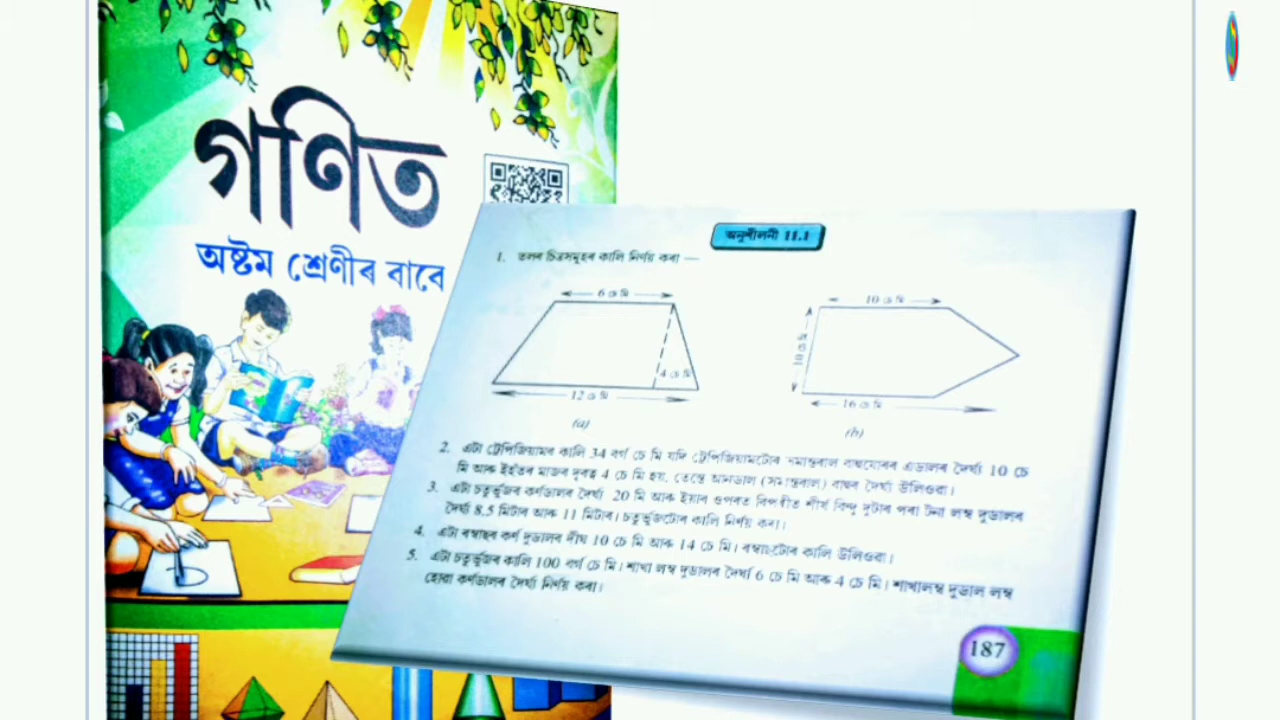 গণিত
অষ্টম শ্ৰেণীৰ বাবে
অনুশীলনী 11.1
1. তলৰ চিত্ৰসমূহৰ কালি নিৰ্ণয় কৰা —
6 চে মি
4 চে মি
12 চে মি
(a)
10 চে মি
10 চে মি
16 চে মি
(b)
2. এটা ট্ৰেপিজিয়ামৰ কালি 34 বৰ্গ চে মি যদি ট্ৰেপিজিয়ামটোৰ সমান্তৰাল বাহুযোৰৰ এডালৰ দৈৰ্ঘ্য 10 চে
মি আৰু ইহঁতৰ মাজৰ দূৰত্ব 4 চে মি হয়, তেন্তে আনডাল (সমান্তৰাল) বাহুৰ দৈৰ্ঘ্য উলিওৱা।
3. এটা চতুৰ্ভুজৰ কৰ্ণডালৰ দৈৰ্ঘ্য 20 মি আৰু ইয়াৰ ওপৰত বিপৰীত শীৰ্ষ বিন্দু দুটাৰ পৰা টনা লম্ব দুডালৰ
দৈৰ্ঘ্য 8.5 মিটাৰ আৰু 11 মিটাৰ। চতুৰ্ভুজটোৰ কালি নিৰ্ণয় কৰা।
4. এটা ৰম্বাছৰ কৰ্ণ দুডালৰ দীঘ 10 চে মি আৰু 14 চে মি। ৰম্বাছটোৰ কালি উলিওৱা।
5. এটা চতুৰ্ভুজৰ কালি 100 বৰ্গ চে মি। শাখা লম্ব দুডালৰ দৈৰ্ঘ্য 6 চে মি আৰু 4 চে মি। শাখালম্ব দুডাল লম্ব
হোৱা কৰ্ণডালৰ দৈৰ্ঘ্য নিৰ্ণয় কৰা।
187